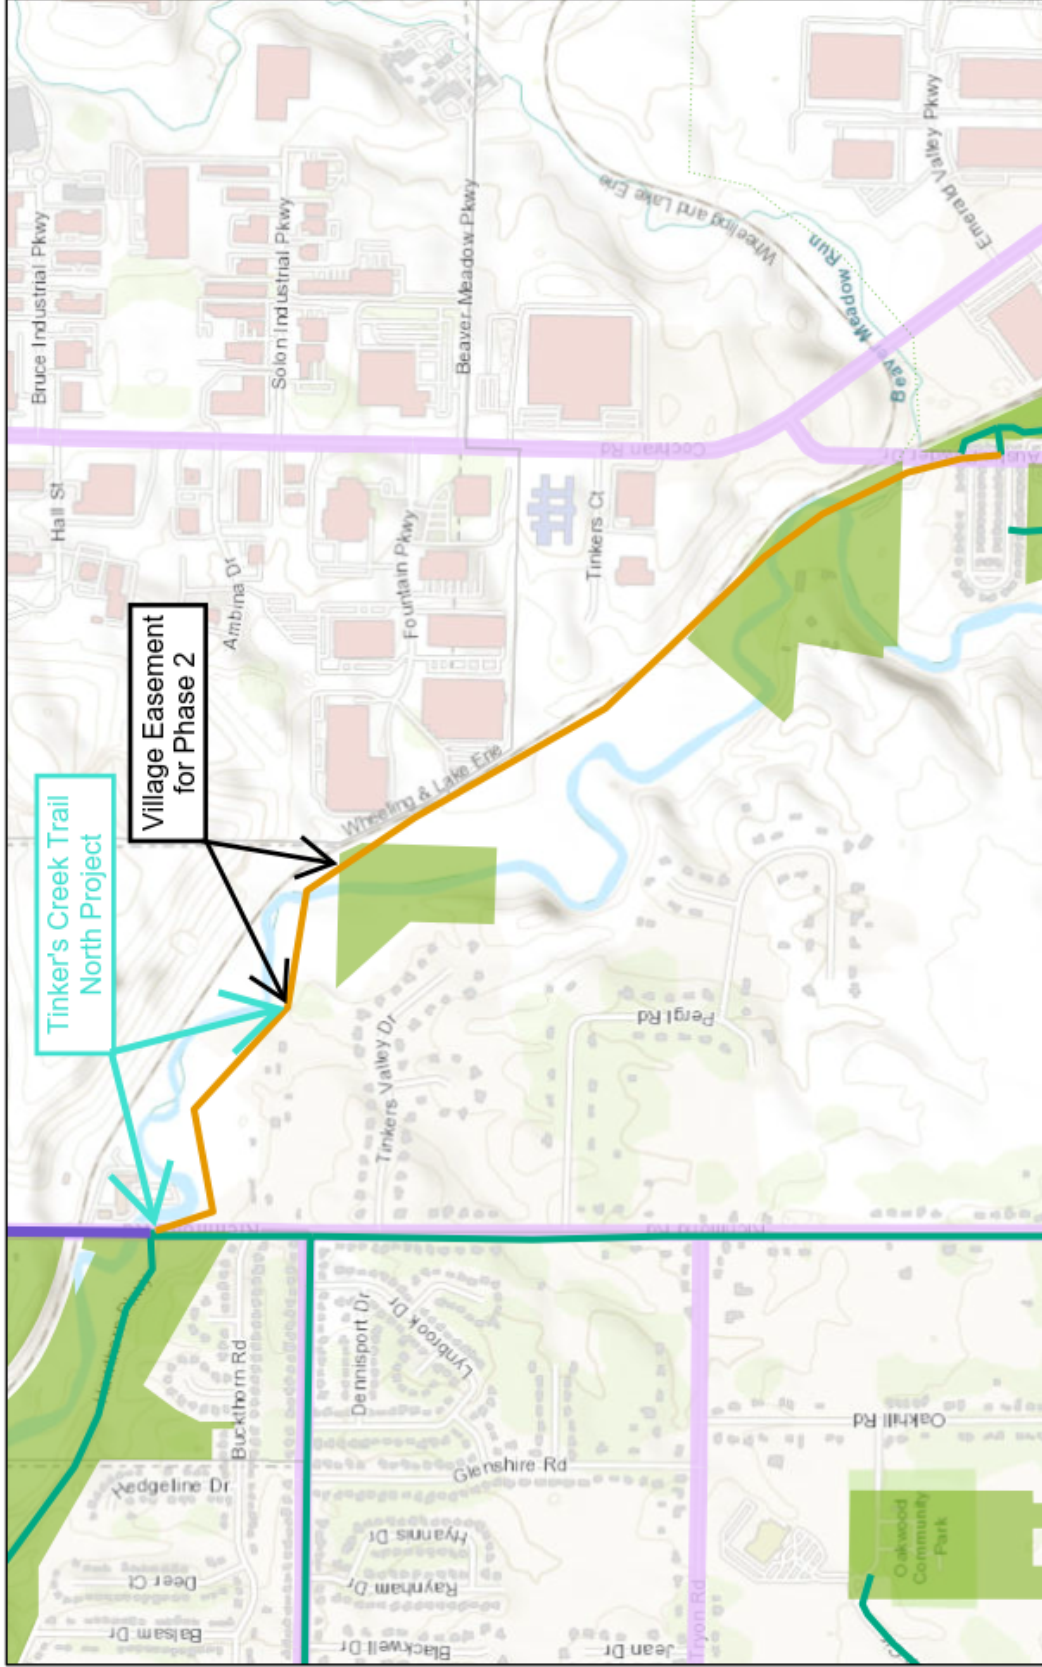 Tinker's Creek Trail
North Project
Village Easement
for Phase 2
Bruce Industrial Pkwy
Solon Industrial Pkwy
Beaver Meadow Pkwy
Wheeling and Lake Erie
Beaver Meadow Run
Emerald Valley Pkwy
Hall St
Ambina Dr
Fountain Pkwy
Cochran Rd
Tinkers Ct
Wheeling & Lake Erie
Tinkers Valley Dr
Pergl Rd
Richmond Rd
Hawthorn Pkwy
Buckthorn Rd
Hedgeline Dr
Deer Ct
Balsam Dr
Dennisport Dr
Lynbrook Dr
Glenshire Rd
Hyannis Dr
Raynham Dr
Blackwell Dr
Jean Dr
Tryon Rd
Oakhill Rd
Oakwood
Community
Park